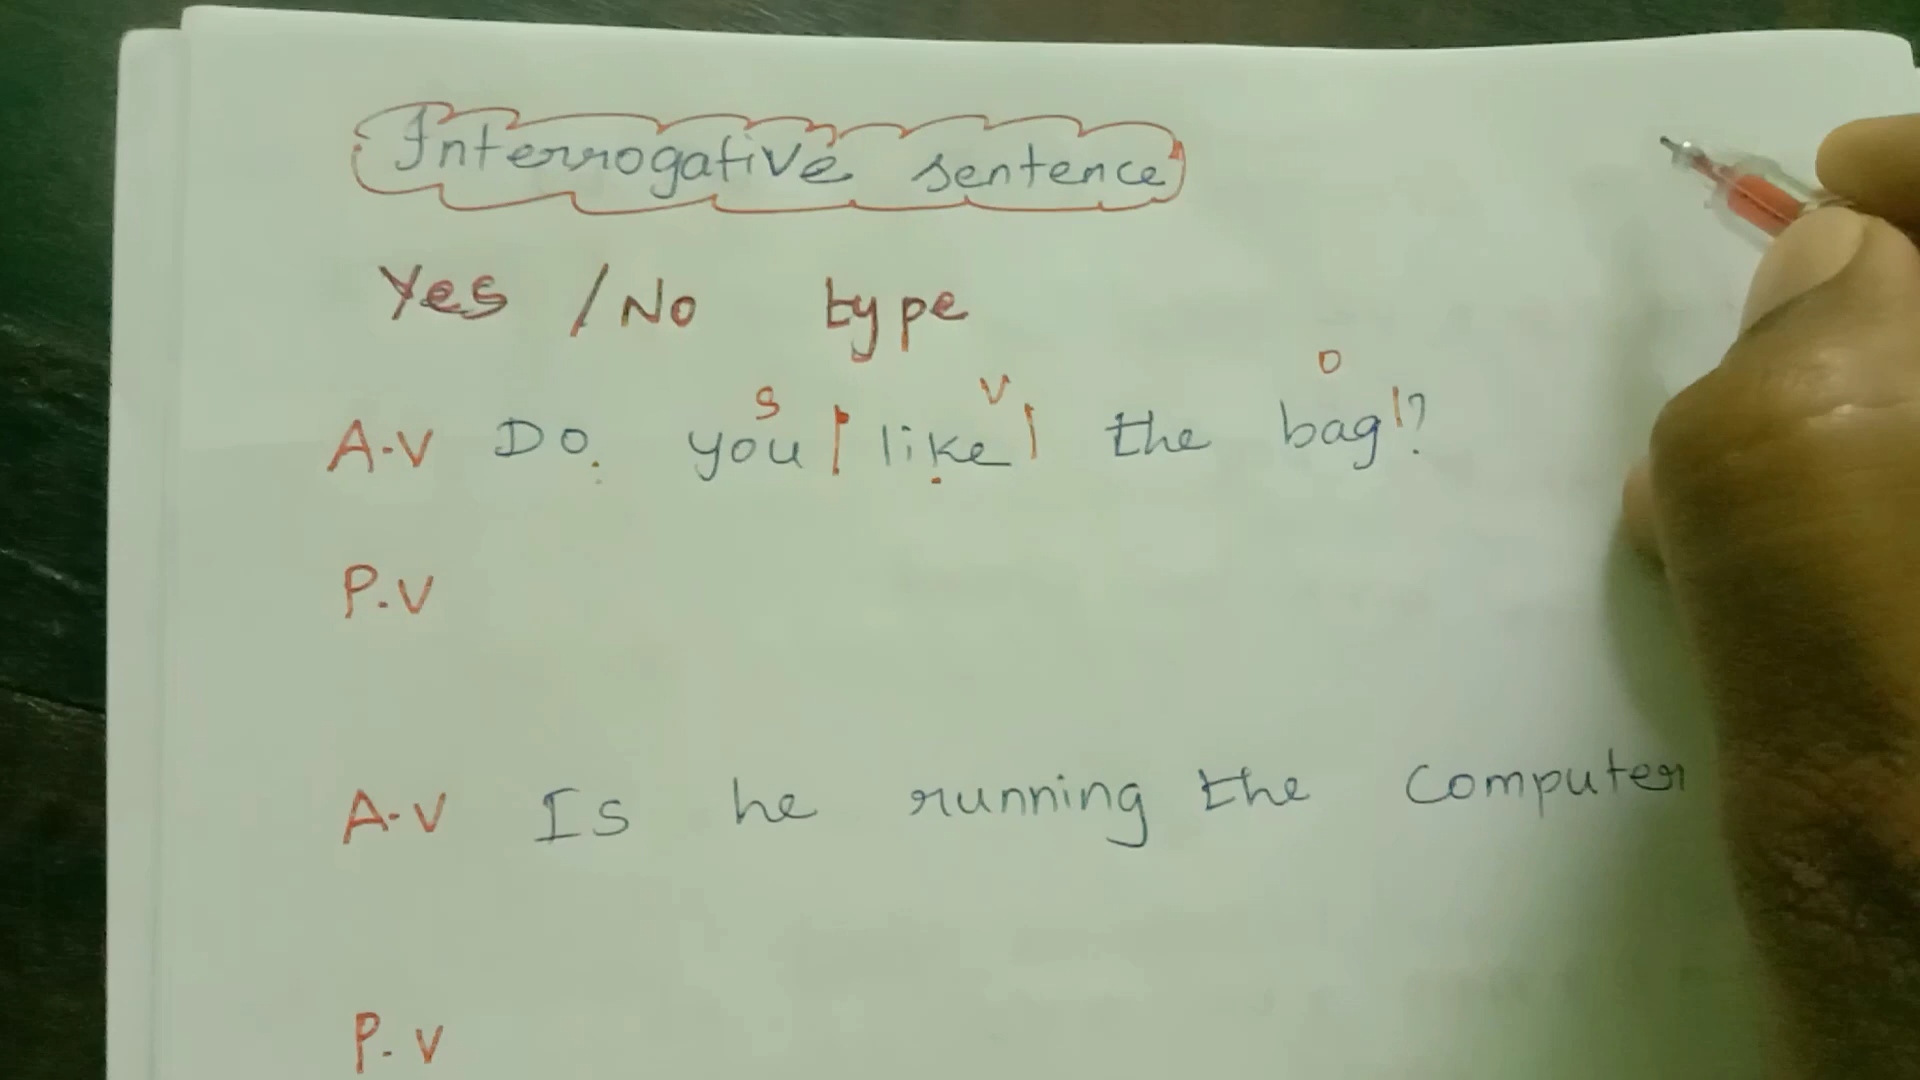 Interrogative sentence
Yes / No type
S V O
A.V Do you | like | the bag |?
P.V
A.V Is he running the computer
P.V